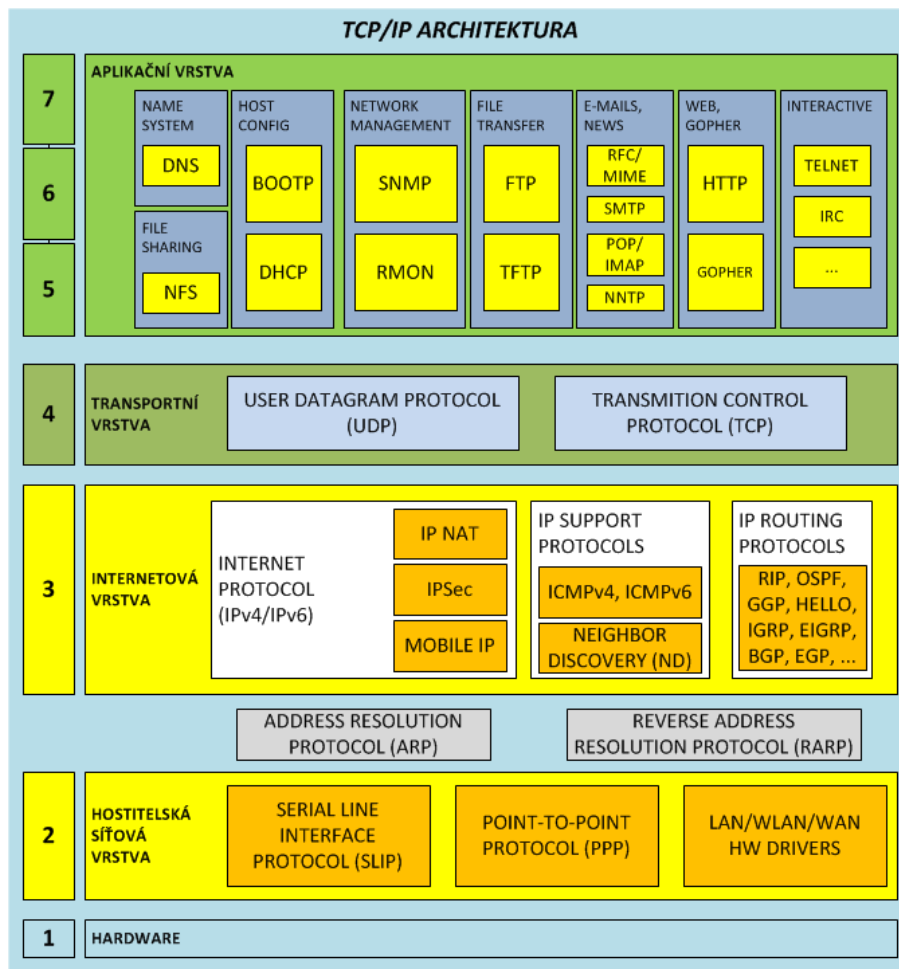 TCP/IP ARCHITEKTURA
7
6
5
APLIKAČNÍ VRSTVA
NAME
SYSTEM
DNS
FILE
SHARING
NFS
HOST
CONFIG
BOOTP
DHCP
NETWORK
MANAGEMENT
SNMP
RMON
FILE
TRANSFER
FTP
TFTP
E-MAILS,
NEWS
RFC/
MIME
SMTP
POP/
IMAP
NNTP
WEB,
GOPHER
HTTP
GOPHER
INTERACTIVE
TELNET
IRC
...
4
TRANSPORTNÍ
VRSTVA
USER DATAGRAM PROTOCOL
(UDP)
TRANSMITION CONTROL
PROTOCOL (TCP)
3
INTERNETOVÁ
VRSTVA
INTERNET
PROTOCOL
(IPv4/IPv6)
IP NAT
IPSec
MOBILE IP
IP SUPPORT
PROTOCOLS
ICMPv4, ICMPv6
NEIGHBOR
DISCOVERY (ND)
IP ROUTING
PROTOCOLS
RIP, OSPF,
GGP, HELLO,
IGRP, EIGRP,
BGP, EGP, ...
ADDRESS RESOLUTION
PROTOCOL (ARP)
REVERSE ADDRESS
RESOLUTION PROTOCOL (RARP)
2
HOSTITELSKÁ
SÍŤOVÁ
VRSTVA
SERIAL LINE
INTERFACE
PROTOCOL (SLIP)
POINT-TO-POINT
PROTOCOL (PPP)
LAN/WLAN/WAN
HW DRIVERS
1
HARDWARE